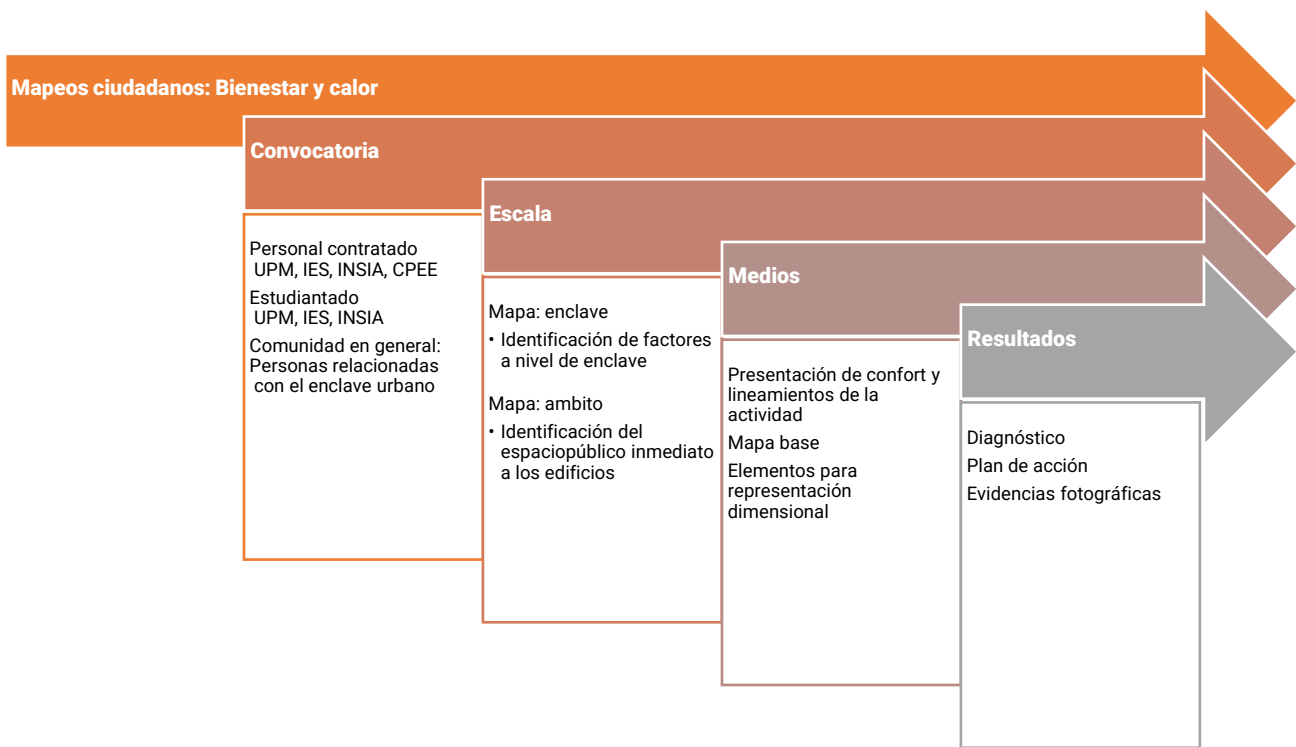 Mapeos ciudadanos: Bienestar y calor
Convocatoria
Personal contratado
UPM, IES, INSIA, CPEE
Estudiantado
UPM, IES, INSIA
Comunidad en general:
Personas relacionadas
con el enclave urbano
Escala
Mapa: enclave
• Identificación de factores
a nivel de enclave
Mapa: ambito
• Identificación del
espaciopúblico inmediato
a los edificios
Medios
Presentación de confort y
lineamientos de la
actividad
Mapa base
Elementos para
representación
dimensional
Resultados
Diagnóstico
Plan de acción
Evidencias fotográficas